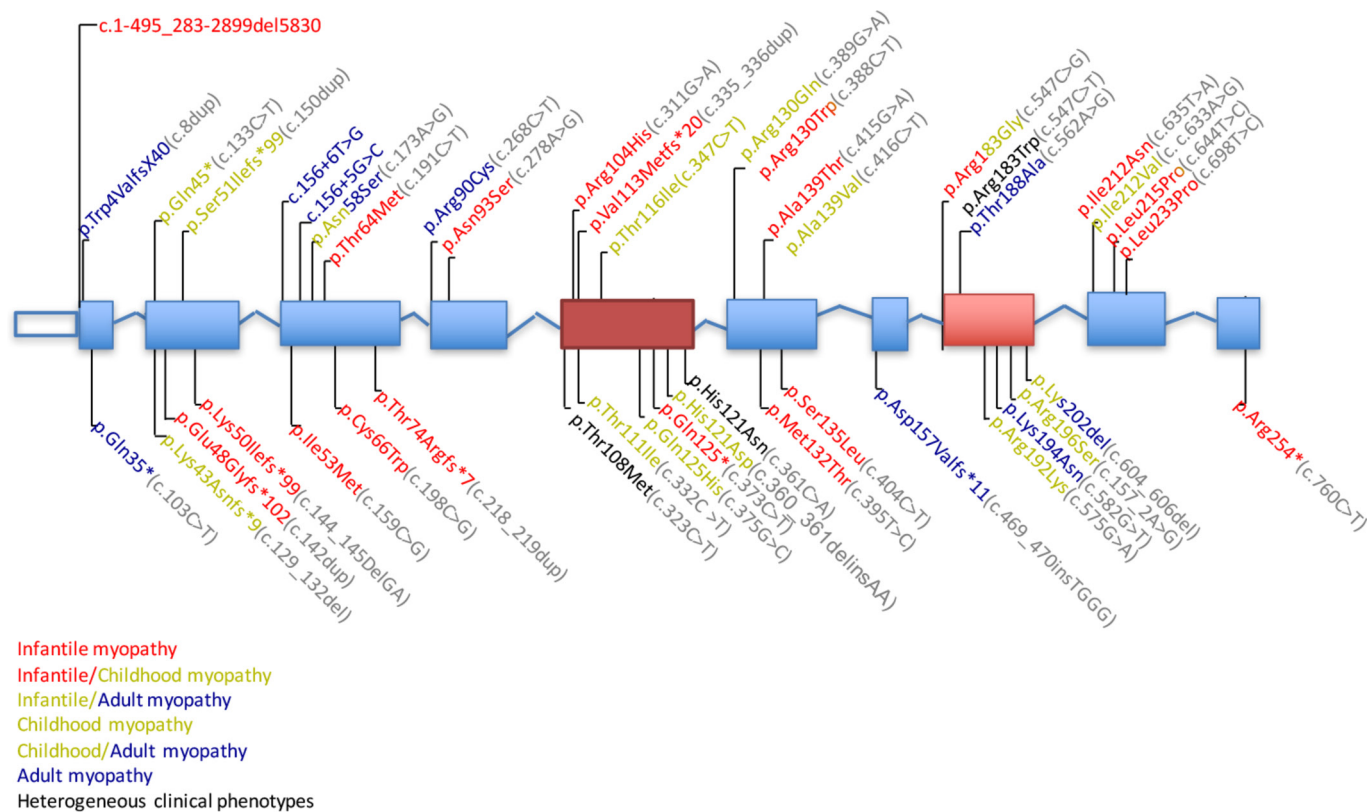 c.1-495_283-2899del5830
p.Trp4ValfsX40(c.8dup)
p.Gln45*(c.133C>T)
p.Ser51Ilefs*99(c.150dup)
c.156+6T>G
c.156+5G>C
p.Asn58Ser(c.173A>G)
p.Thr64Met(c.191C>T)
p.Arg90Cys(c.268C>T)
p.Asn93Ser(c.278A>G)
p.Arg104His(c.311G>A)
p.Val113Metfs*20(c.335_336dup)
p.Thr116Ile(c.347C>T)
p.Arg130Gln(c.389G>A)
p.Arg130Trp(c.388C>T)
p.Ala139Thr(c.415G>A)
p.Ala139Val(c.416C>T)
p.Arg183Gly(c.547C>G)
p.Arg183Trp(c.547C>T)
p.Thr188Ala(c.562A>G)
p.Ile212Asn(c.635T>A)
p.Ile212Val(c.633A>G)
p.Leu215Pro(c.644T>C)
p.Leu233Pro(c.698T>C)
p.Gln35*(c.103C>T)
p.Lys43Asnfs*9(c.129_132del)
p.Glu48Glyfs*102(c.142dup)
p.Lys50Ilefs*99(c.144_145DelGA)
p.Ile53Met(c.159C>G)
p.Cys66Trp(c.198C>G)
p.Thr74Argfs*7(c.218_219dup)
p.Thr108Met(c.323C>T)
p.Thr111Ile(c.332C >T)
p.Gln125His(c.375G>C)
p.Gln125*(c.373C>T)
p.His121Asp(c.360_361delinsAA)
p.His121Asn(c.361C>A)
p.Met132Thr(c.395T>C)
p.Ser135Leu(c.404C>T)
p.Asp157Valfs*11(c.469_470insTGGG)
p.Arg192Lys(c.575G>A)
p.Lys194Asn(c.582G>T)
p.Arg196Ser(c.157_2A>G)
p.Lys202del(c.604_606del)
p.Arg254*(c.760C>T)
Infantile myopathy
Infantile/Childhood myopathy
Infantile/Adult myopathy
Childhood myopathy
Childhood/Adult myopathy
Adult myopathy
Heterogeneous clinical phenotypes